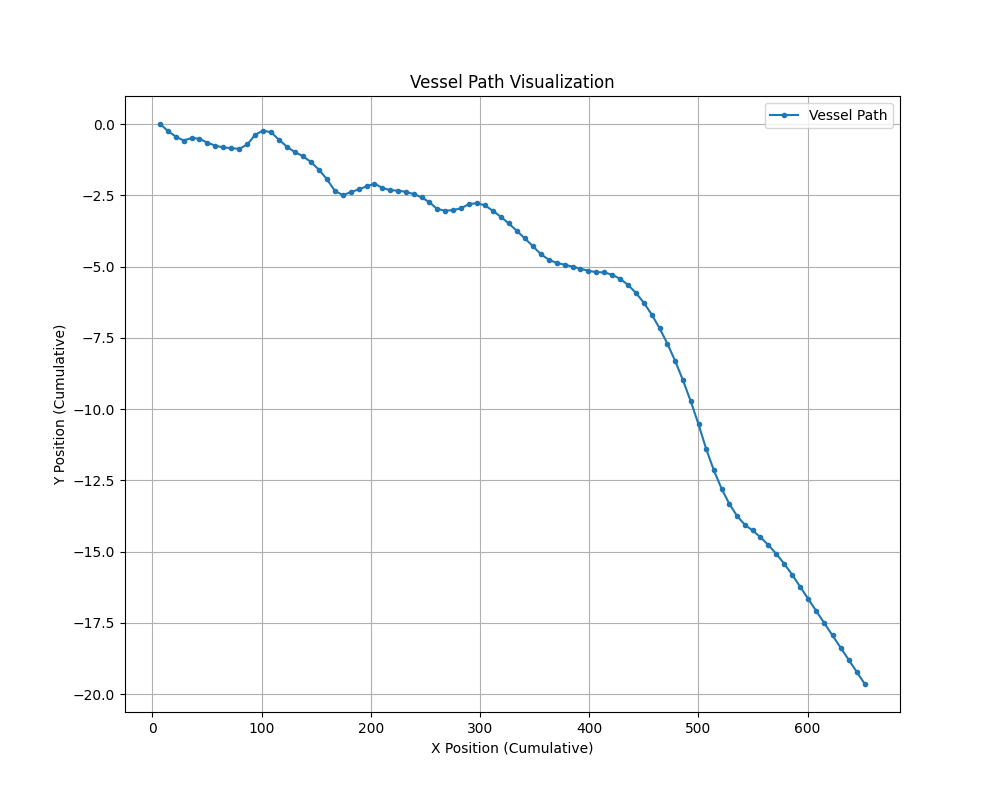 Vessel Path Visualization
Vessel Path
0.0
−2.5
−5.0
−7.5
−10.0
−12.5
−15.0
−17.5
−20.0
Y Position (Cumulative)
0 100 200 300 400 500 600
X Position (Cumulative)